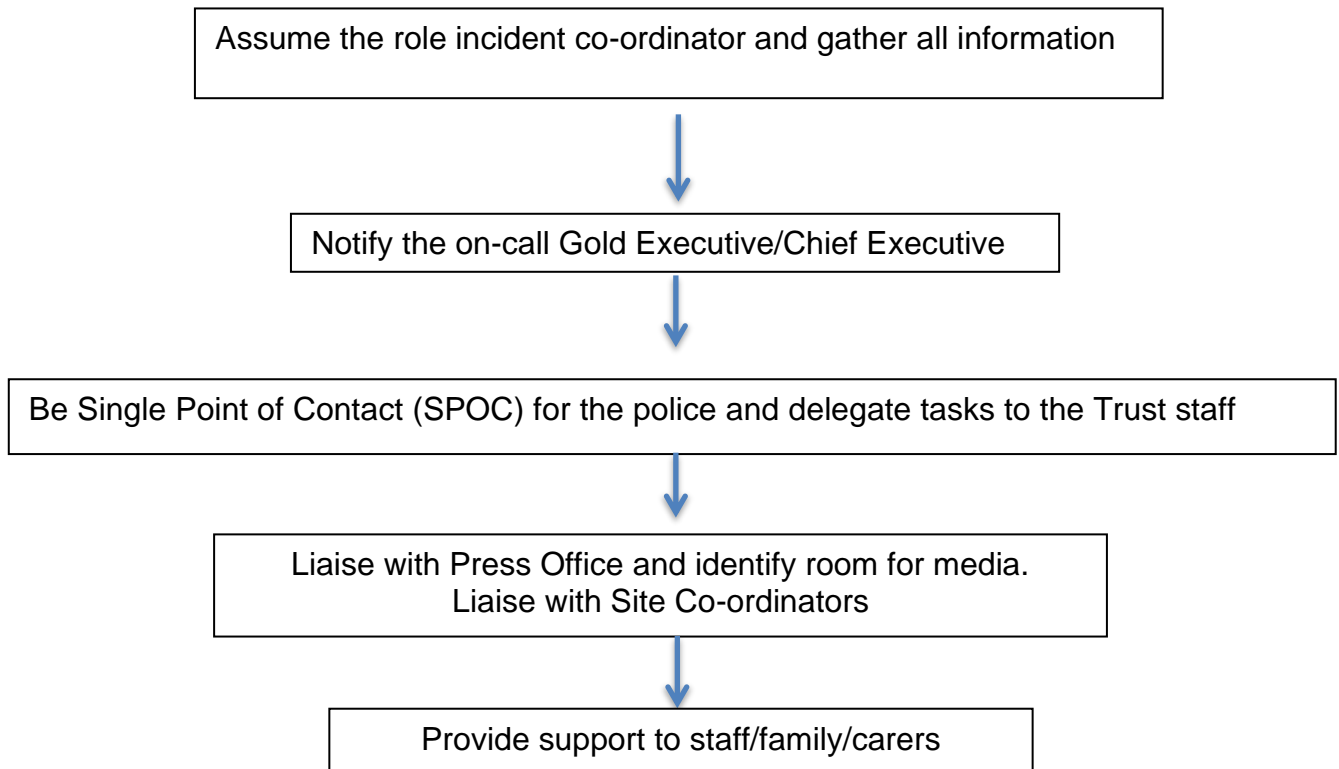 Assume the role incident co-ordinator and gather all information
Notify the on-call Gold Executive/Chief Executive
Be Single Point of Contact (SPOC) for the police and delegate tasks to the Trust staff
Liaise with Press Office and identify room for media.
Liaise with Site Co-ordinators
Provide support to staff/family/carers